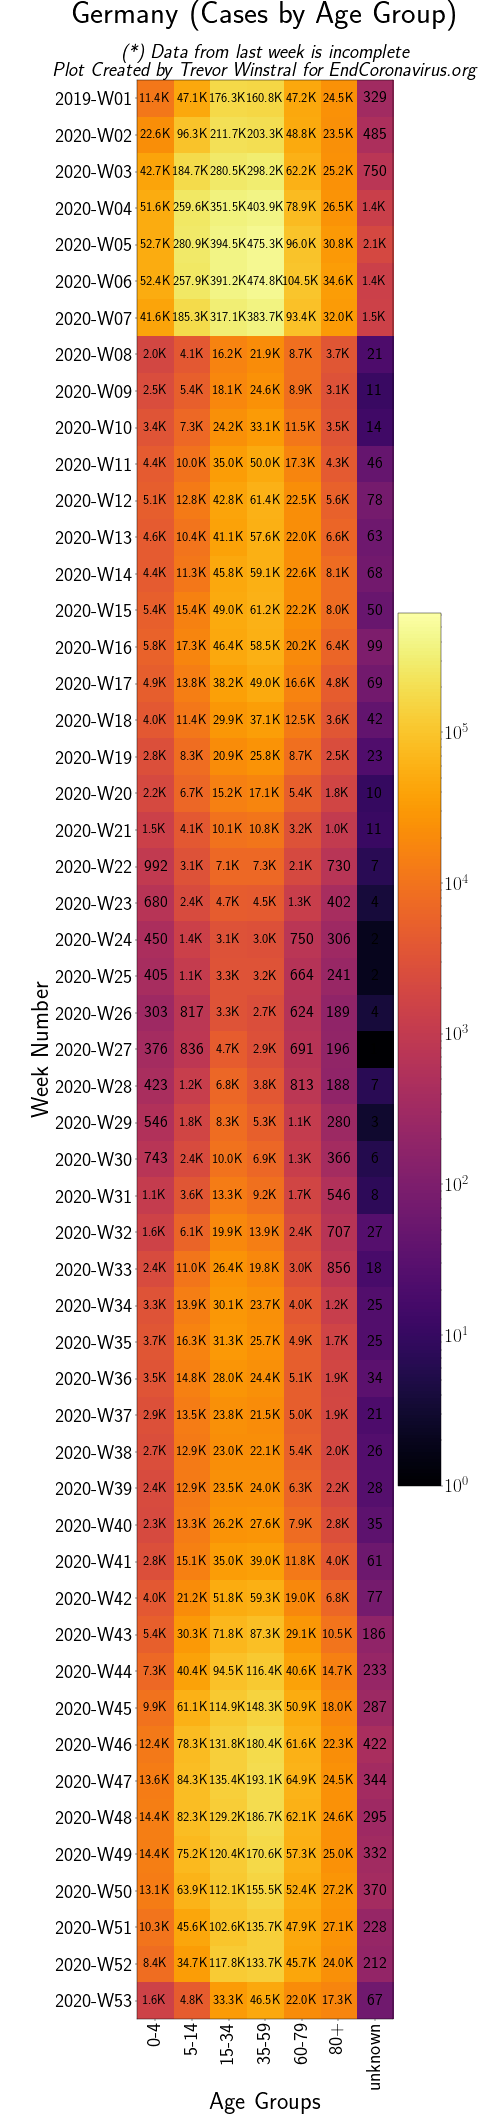 Germany (Cases by Age Group)
(*) Data from last week is incomplete
Plot Created by Trevor Winstral for EndCoronavirus.org
2019-W01 11.4K 47.1K 176.3K 160.8K 47.2K 24.5K 329
2020-W02 22.6K 96.3K 211.7K 203.3K 48.8K 23.5K 485
2020-W03 42.7K 184.7K 280.5K 298.2K 62.2K 25.2K 750
2020-W04 51.6K 259.6K 351.5K 403.9K 78.9K 26.5K 1.4K
2020-W05 52.7K 280.9K 394.5K 475.3K 96.0K 30.8K 2.1K
2020-W06 52.4K 257.9K 391.2K 474.8K 104.5K 34.6K 1.4K
2020-W07 41.6K 185.3K 317.1K 383.7K 93.4K 32.0K 1.5K
2020-W08 2.0K 4.1K 16.2K 21.9K 8.7K 3.7K 21
2020-W09 2.5K 5.4K 18.1K 24.6K 8.9K 3.1K 11
2020-W10 3.4K 7.3K 24.2K 33.1K 11.5K 3.5K 14
2020-W11 4.4K 10.0K 35.0K 50.0K 17.3K 4.3K 46
2020-W12 5.1K 12.8K 42.8K 61.4K 22.5K 5.6K 78
2020-W13 4.6K 10.4K 41.1K 57.6K 22.0K 6.6K 63
2020-W14 4.4K 11.3K 45.8K 59.1K 22.6K 8.1K 68
2020-W15 5.4K 15.4K 49.0K 61.2K 22.2K 8.0K 50
2020-W16 5.8K 17.3K 46.4K 58.5K 20.2K 6.4K 99
2020-W17 4.9K 13.8K 38.2K 49.0K 16.6K 4.8K 69
2020-W18 4.0K 11.4K 29.9K 37.1K 12.5K 3.6K 42
2020-W19 2.8K 8.3K 20.9K 25.8K 8.7K 2.5K 23
2020-W20 2.2K 6.7K 15.2K 17.1K 5.4K 1.8K 10
2020-W21 1.5K 4.1K 10.1K 10.8K 3.2K 1.0K 11
2020-W22 992 3.1K 7.1K 7.3K 2.1K 730 7
2020-W23 680 2.4K 4.7K 4.5K 1.3K 402 4
2020-W24 450 1.4K 3.1K 3.0K 750 306 2
2020-W25 405 1.1K 3.3K 3.2K 664 241 2
2020-W26 303 817 3.3K 2.7K 624 189 4
2020-W27 376 836 4.7K 2.9K 691 196
2020-W28 423 1.2K 6.8K 3.8K 813 188 7
2020-W29 546 1.8K 8.3K 5.3K 1.1K 280 3
2020-W30 743 2.4K 10.0K 6.9K 1.3K 366 6
2020-W31 1.1K 3.6K 13.3K 9.2K 1.7K 546 8
2020-W32 1.6K 6.1K 19.9K 13.9K 2.4K 707 27
2020-W33 2.4K 11.0K 26.4K 19.8K 3.0K 856 18
2020-W34 3.3K 13.9K 30.1K 23.7K 4.0K 1.2K 25
2020-W35 3.7K 16.3K 31.3K 25.7K 4.9K 1.7K 25
2020-W36 3.5K 14.8K 28.0K 24.4K 5.1K 1.9K 34
2020-W37 2.9K 13.5K 23.8K 21.5K 5.0K 1.9K 21
2020-W38 2.7K 12.9K 23.0K 22.1K 5.4K 2.0K 26
2020-W39 2.4K 12.9K 23.5K 24.0K 6.3K 2.2K 28
2020-W40 2.3K 13.3K 26.2K 27.6K 7.9K 2.8K 35
2020-W41 2.8K 15.1K 35.0K 39.0K 11.8K 4.0K 61
2020-W42 4.0K 21.2K 51.8K 59.3K 19.0K 6.8K 77
2020-W43 5.4K 30.3K 71.8K 87.3K 29.1K 10.5K 186
2020-W44 7.3K 40.4K 94.5K 116.4K 40.6K 14.7K 233
2020-W45 9.9K 61.1K 114.9K 148.3K 50.9K 18.0K 287
2020-W46 12.4K 78.3K 131.8K 180.4K 61.6K 22.3K 422
2020-W47 13.6K 84.3K 135.4K 193.1K 64.9K 24.5K 344
2020-W48 14.4K 82.3K 129.2K 186.7K 62.1K 24.6K 295
2020-W49 14.4K 75.2K 120.4K 170.6K 57.3K 25.0K 332
2020-W50 13.1K 63.9K 112.1K 155.5K 52.4K 27.2K 370
2020-W51 10.3K 45.6K 102.6K 135.7K 47.9K 27.1K 228
2020-W52 8.4K 34.7K 117.8K 133.7K 45.7K 24.0K 212
2020-W53 1.6K 4.8K 33.3K 46.5K 22.0K 17.3K 67
0-4 5-14 15-34 35-59 60-79 80+ unknown
Age Groups
Week Number
10^5
10^4
10^3
10^2
10^1
10^0